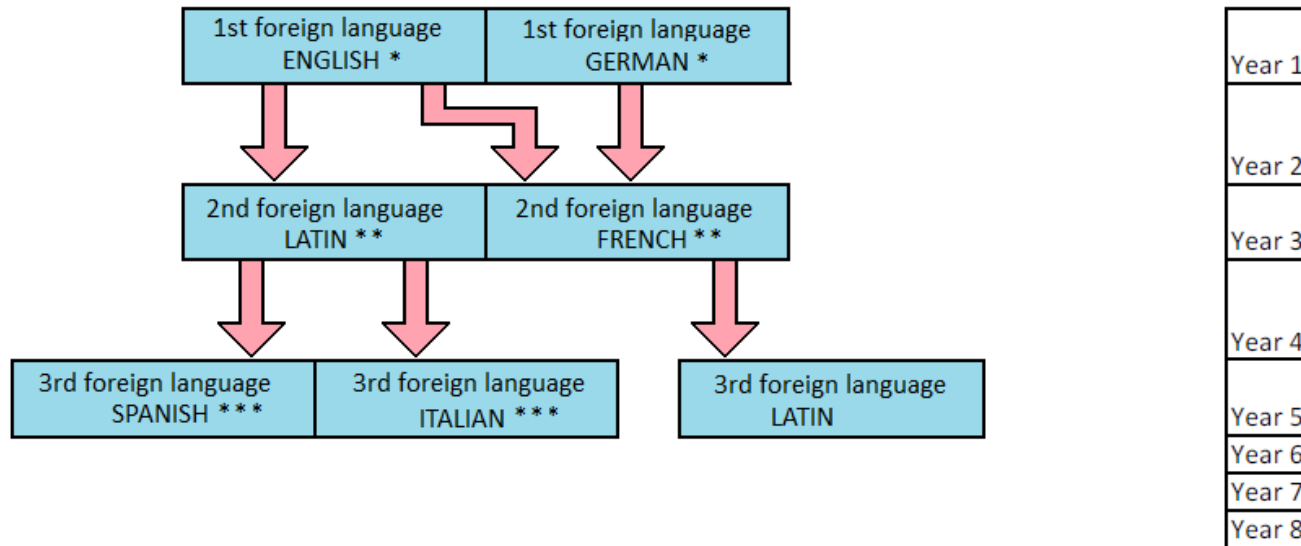 1st foreign language
ENGLISH *
1st foreign language
GERMAN *
2nd foreign language
LATIN * *
2nd foreign language
FRENCH * *
3rd foreign language
SPANISH * * *
3rd foreign language
ITALIAN * * *
3rd foreign language
LATIN
Year 1
Year 2
Year 3
Year 4
Year 5
Year 6
Year 7
Year 8